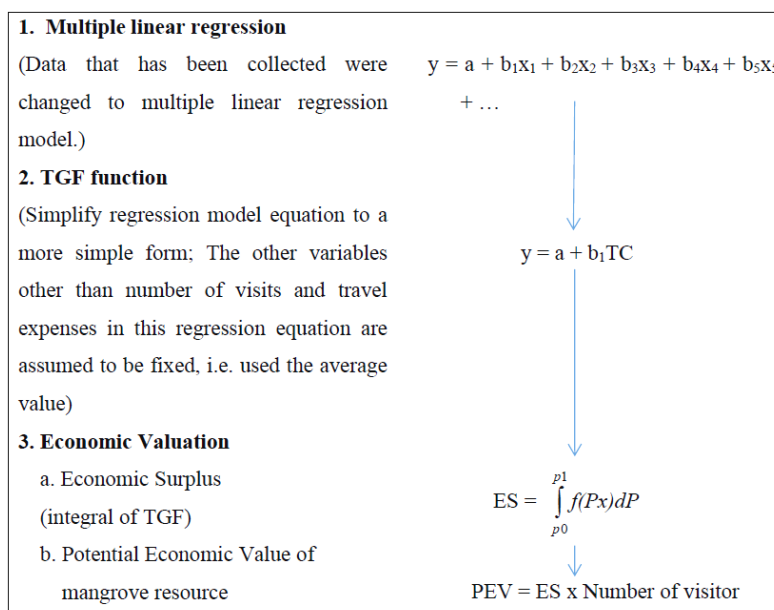 1. Multiple linear regression
(Data that has been collected were
changed to multiple linear regression
model.)
y = a + b₁x₁ + b₂x₂ + b₃x₃ + b₄x₄ + b₅x₅
+ …
2. TGF function
(Simplify regression model equation to a
more simple form; The other variables
other than number of visits and travel
expenses in this regression equation are
assumed to be fixed, i.e. used the average
value)
y = a + b₁TC
3. Economic Valuation
a. Economic Surplus
(integral of TGF)
ES = ∫p0p1 f(Px)dP
b. Potential Economic Value of
mangrove resource
PEV = ES x Number of visitor